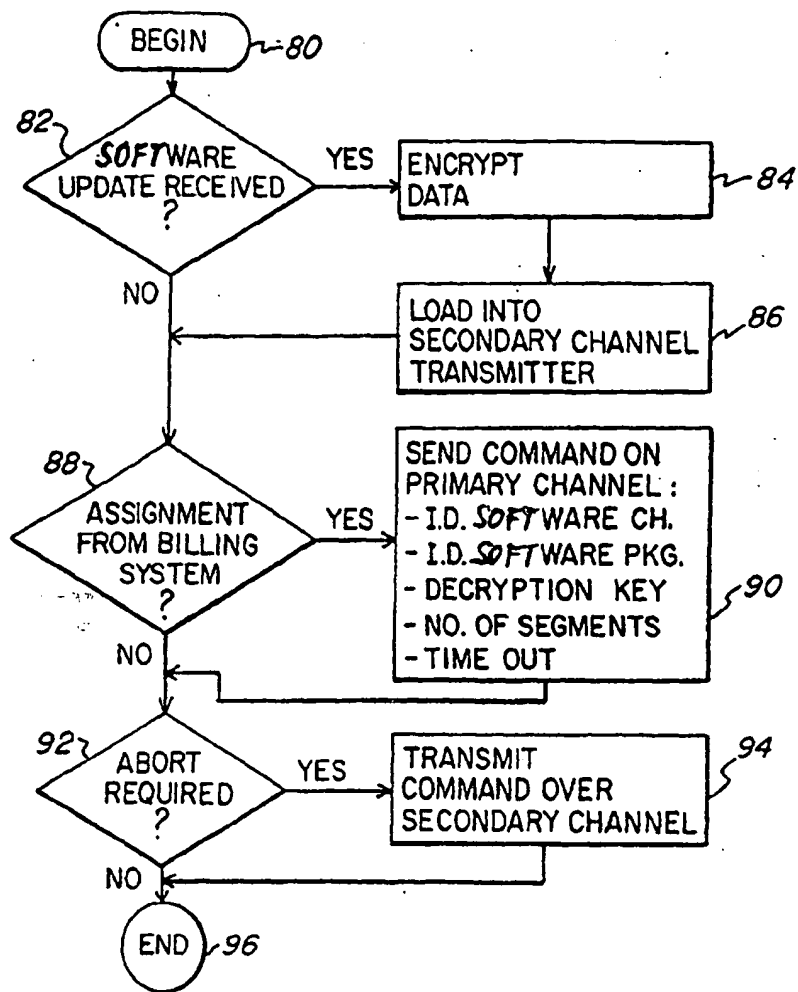 BEGIN
80
82
SOFTWARE
UPDATE RECEIVED
?
YES
ENCRYPT
DATA
84
NO
LOAD INTO
SECONDARY CHANNEL
TRANSMITTER
86
88
ASSIGNMENT
FROM BILLING
SYSTEM
?
YES
SEND COMMAND ON
PRIMARY CHANNEL :
- I.D. SOFTWARE CH.
- I.D. SOFTWARE PKG.
- DECRYPTION KEY
- NO. OF SEGMENTS
- TIME OUT
90
NO
92
ABORT
REQUIRED
?
YES
TRANSMIT
COMMAND OVER
SECONDARY CHANNEL
94
NO
END
96